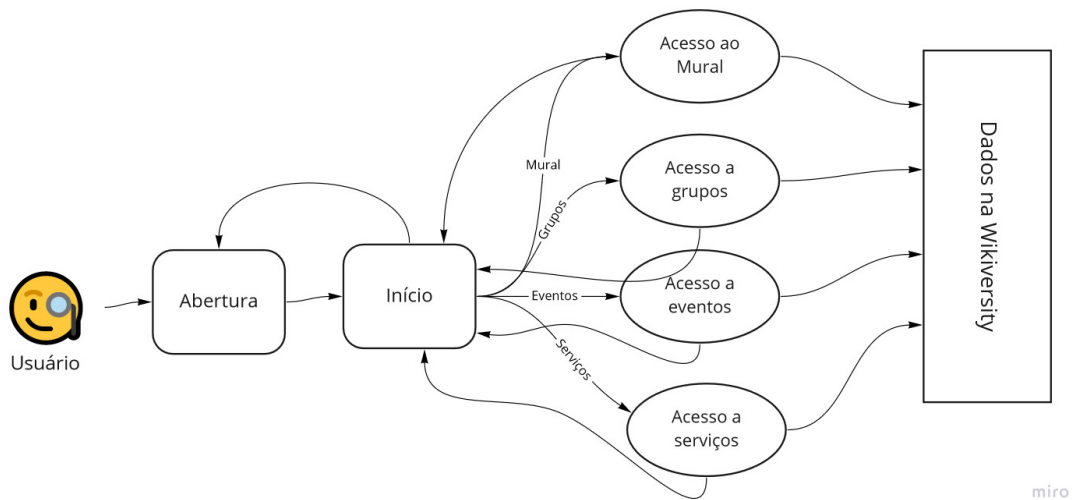 Usuário
Abertura
Início
Mural
Grupos
Eventos
Serviços
Acesso ao
Mural
Acesso a
grupos
Acesso a
eventos
Acesso a
serviços
Dados na Wikiversity
miro